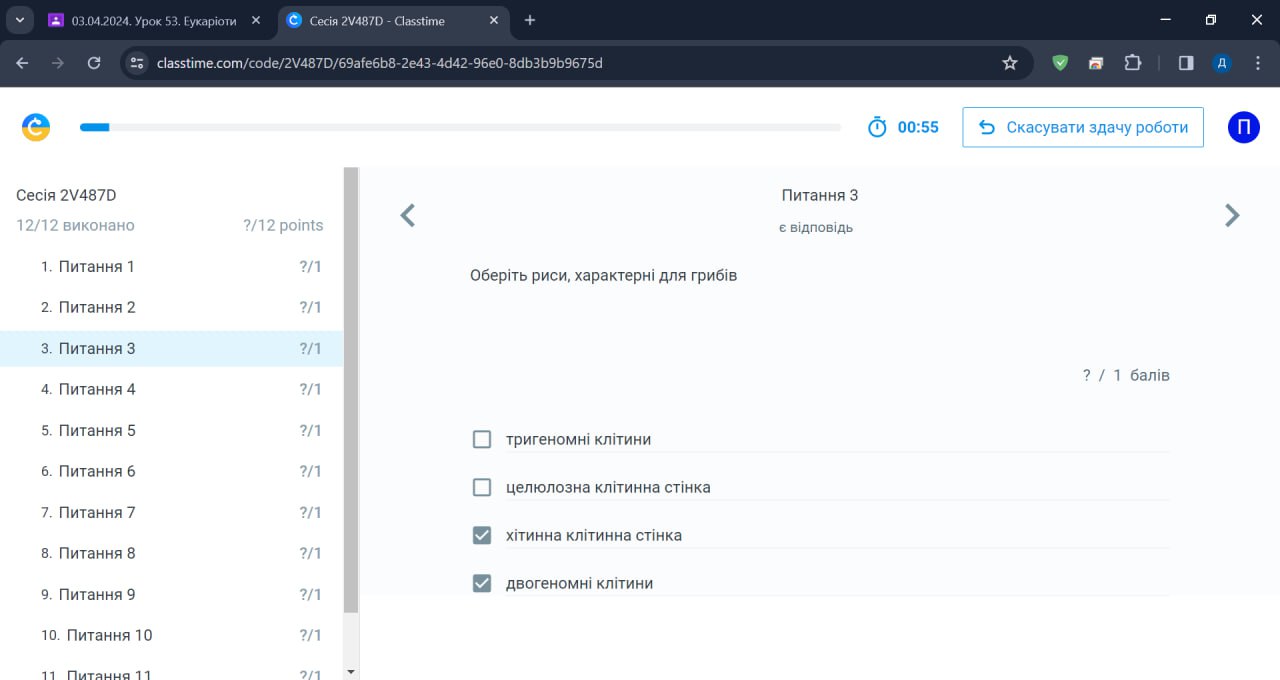 03.04.2024. Урок 53. Еукаріоти
Сесія 2V487D - Classtime
classtime.com/code/2V487D/69afe6b8-2e43-4d42-96e0-8db3b9b9675d
Д
00:55
Скасувати здачу роботи
П
Сесія 2V487D
12/12 виконано
?/12 points
1. Питання 1 ?/1
2. Питання 2 ?/1
3. Питання 3 ?/1
4. Питання 4 ?/1
5. Питання 5 ?/1
6. Питання 6 ?/1
7. Питання 7 ?/1
8. Питання 8 ?/1
9. Питання 9 ?/1
10. Питання 10 ?/1
11. Питання 11 ?/1
Питання 3
є відповідь
Оберіть риси, характерні для грибів
? / 1 балів
тригеномні клітини
целюлозна клітинна стінка
хітинна клітинна стінка
двогеномні клітини